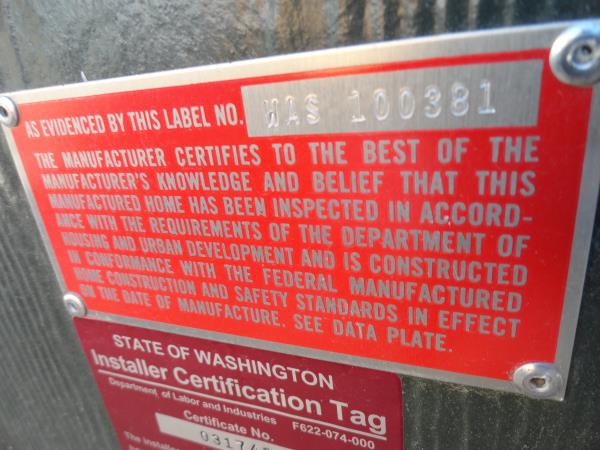 AS EVIDENCED BY THIS LABEL NO. WAS 100381
THE MANUFACTURER CERTIFIES TO THE BEST OF THE
MANUFACTURER'S KNOWLEDGE AND BELIEF THAT THIS
MANUFACTURED HOME HAS BEEN INSPECTED IN ACCORD-
ANCE WITH THE REQUIREMENTS OF THE DEPARTMENT OF
HOUSING AND URBAN DEVELOPMENT AND IS CONSTRUCTED
IN CONFORMANCE WITH THE FEDERAL MANUFACTURED
HOME CONSTRUCTION AND SAFETY STANDARDS IN EFFECT
ON THE DATE OF MANUFACTURE. SEE DATA PLATE.
STATE OF WASHINGTON
Installer Certification Tag
Department of Labor and Industries F622-074-000
Certificate No.
The installer